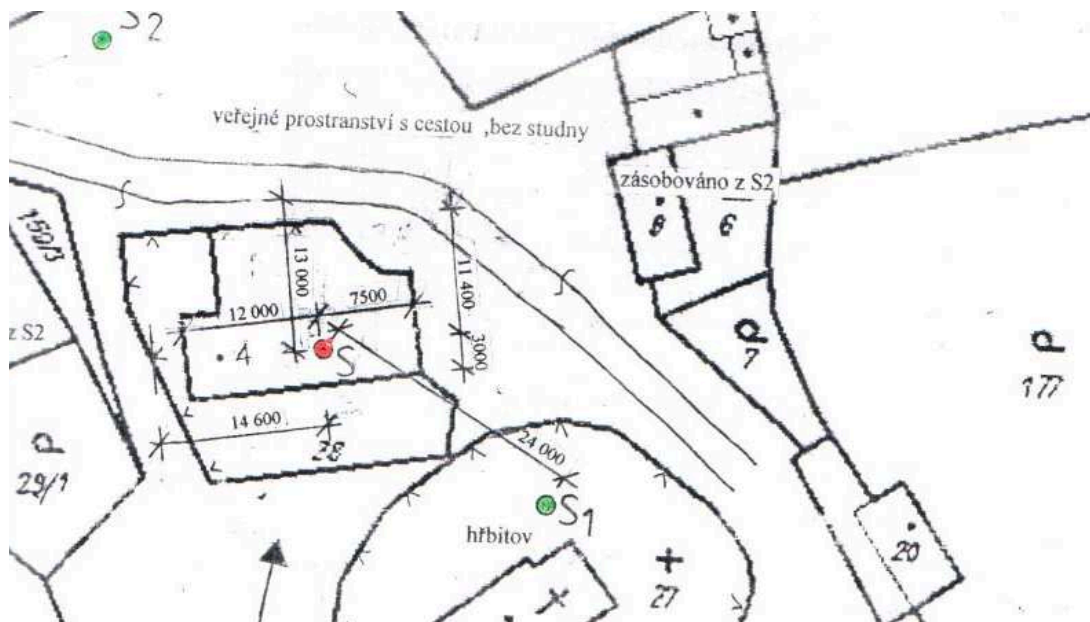 S2
veřejné prostranství s cestou ,bez studny
zásobováno z S2
8
6
150/3
13 000
11 400
12 000
7500
3000
z S2
4
S
7
P
177
14 600
28
24 000
P
29/1
S1
hřbitov
27
20